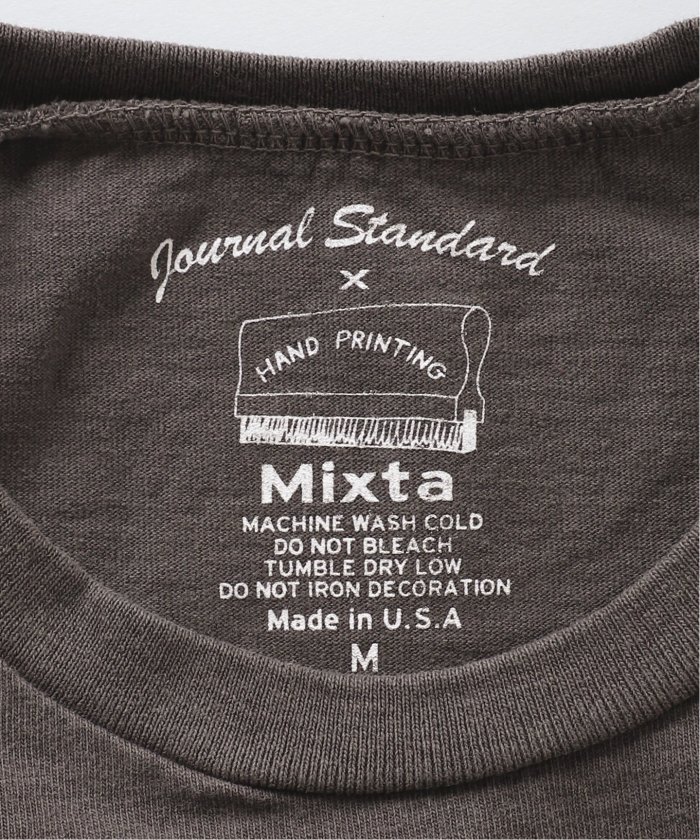 Journal Standard
×
HAND PRINTING
Mixta
MACHINE WASH COLD
DO NOT BLEACH
TUMBLE DRY LOW
DO NOT IRON DECORATION
Made in U.S.A
M